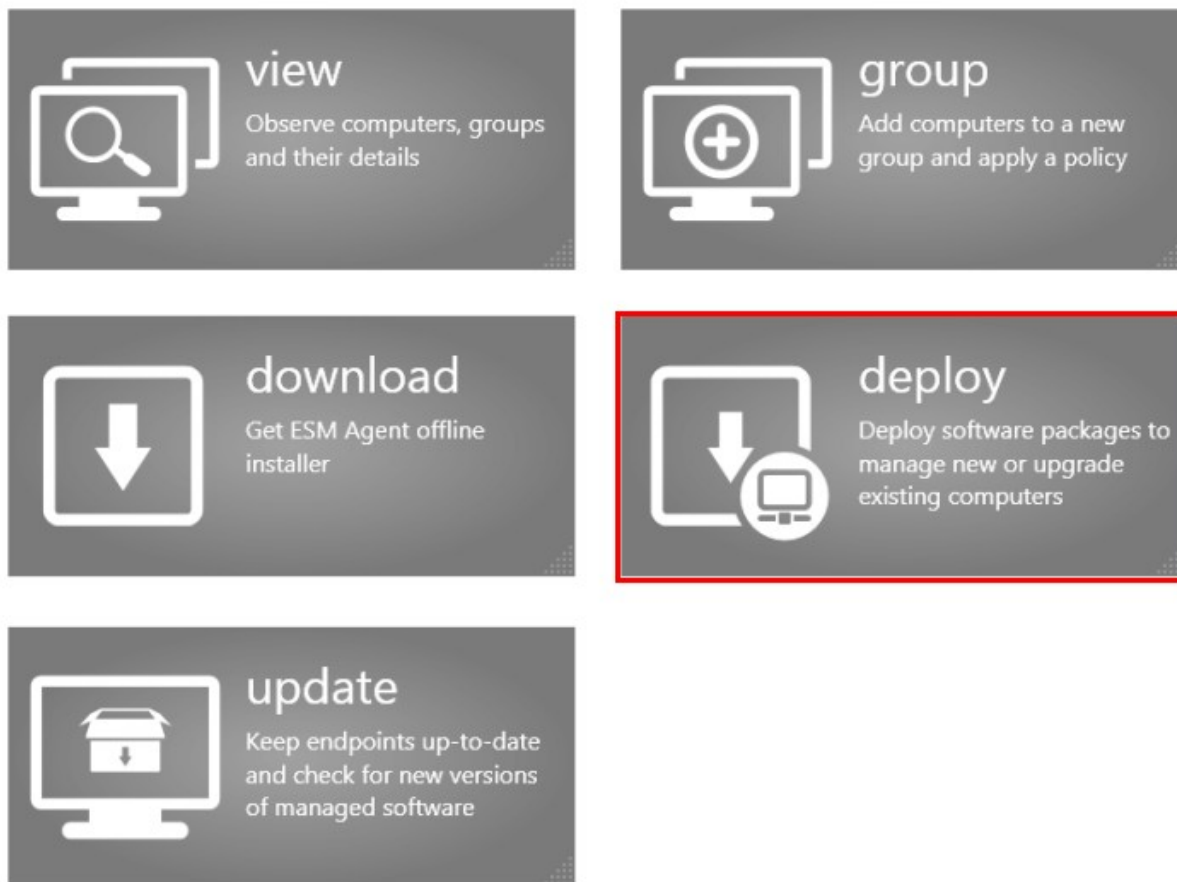 view
Observe computers, groups
and their details
group
Add computers to a new
group and apply a policy
download
Get ESM Agent offline
installer
deploy
Deploy software packages to
manage new or upgrade
existing computers
update
Keep endpoints up-to-date
and check for new versions
of managed software